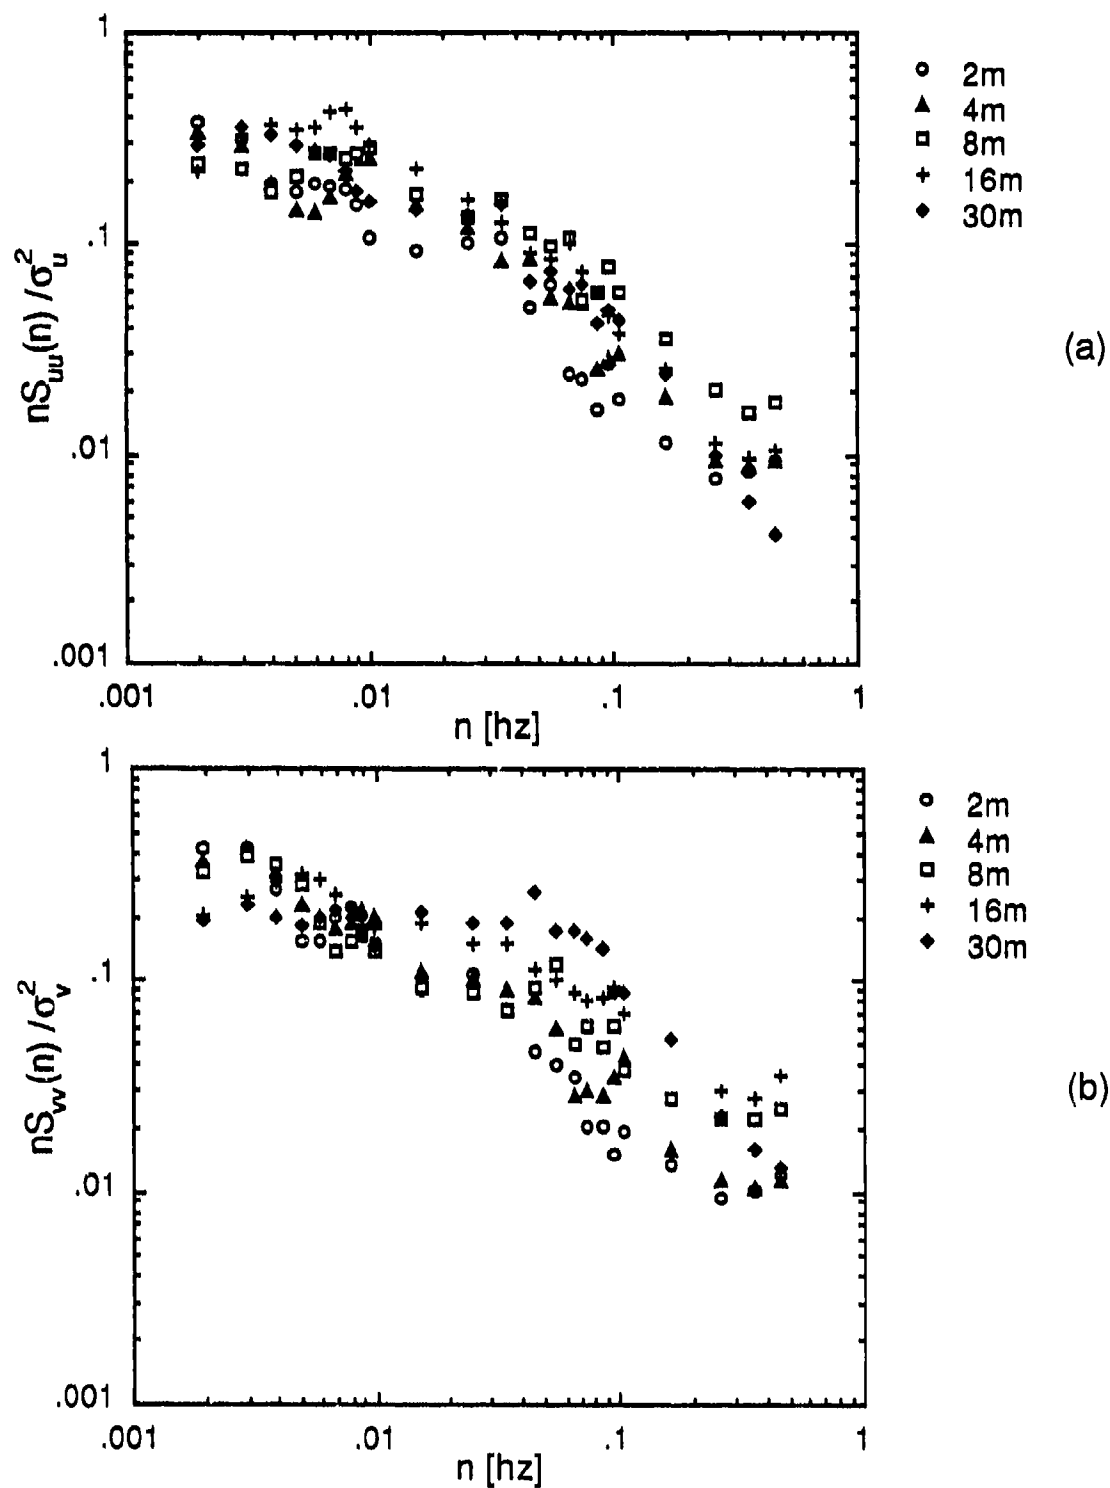 1
2m
4m
8m
16m
30m
.1
nS_uu(n) /σ_u^2
(a)
.01
.001
.001 .01 .1 1
n [hz]
1
2m
4m
8m
16m
30m
.1
nS_vv(n) /σ_v^2
(b)
.01
.001
.001 .01 .1 1
n [hz]